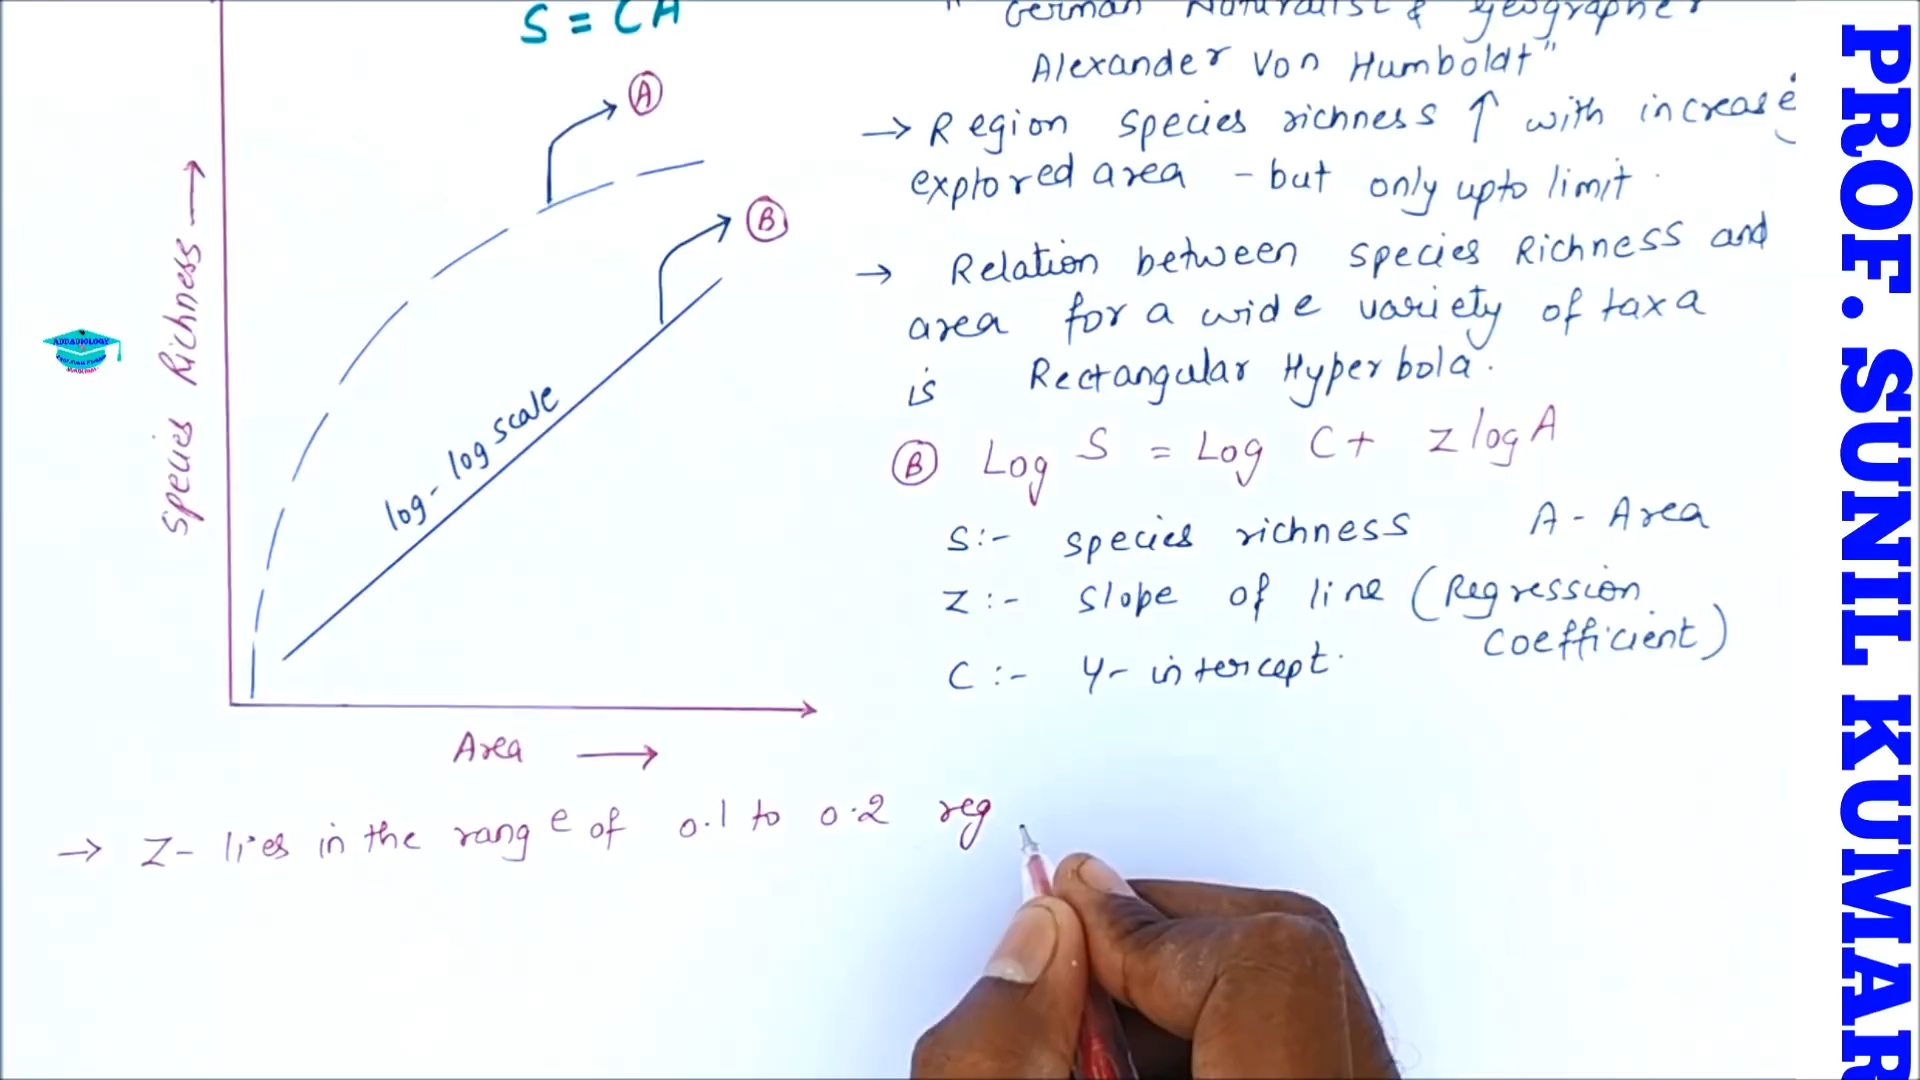 S = CA
" German Naturalist & Geographer
Alexander Von Humboldt"
→ Region species richness ↑ with increase
explored area - but only upto limit.
→ Relation between species Richness and
area for a wide variety of taxa
is Rectangular Hyperbola.
B Log S = Log C + z log A
S:- species richness A - Area
Z:- slope of line (Regression
coefficient)
C:- Y- intercept.
A
B
log - log scale
Species Richness →
Area →
→ Z- lies in the range of 0.1 to 0.2 reg
PROF. SUNIL KUMAR